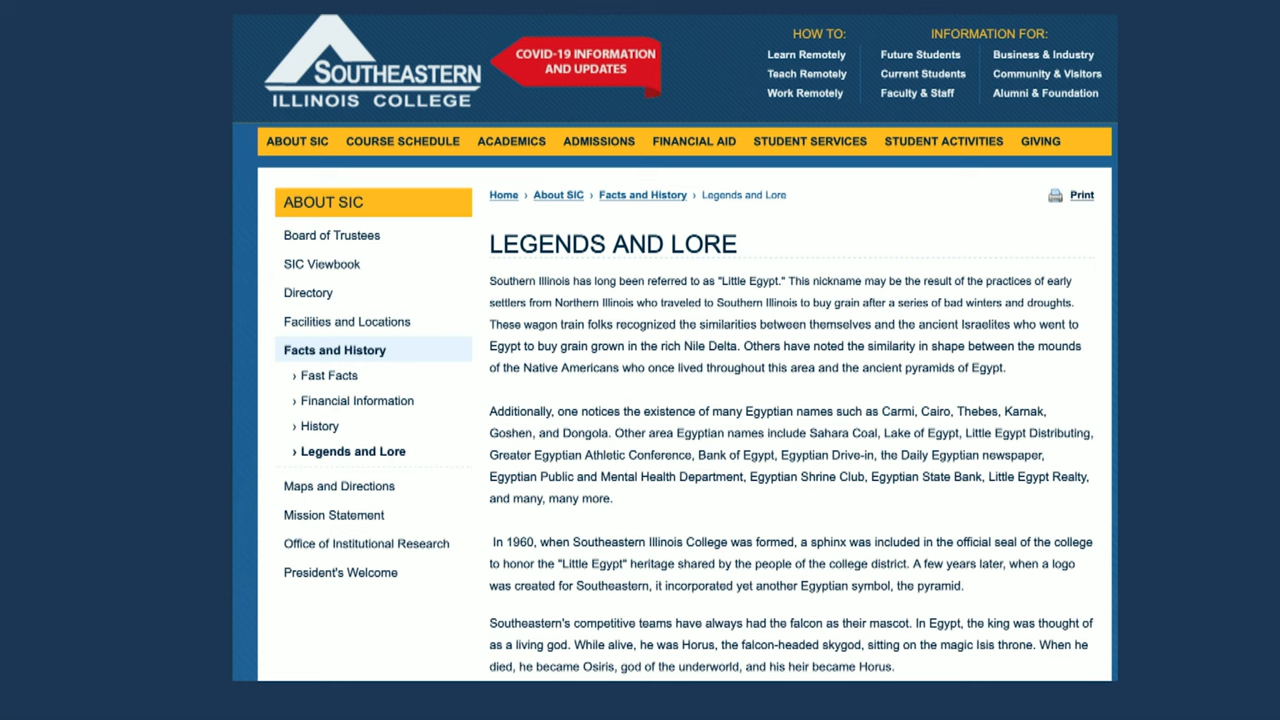 SOUTHEASTERN
ILLINOIS COLLEGE
COVID-19 INFORMATION
AND UPDATES
HOW TO:
Learn Remotely
Teach Remotely
Work Remotely
INFORMATION FOR:
Future Students
Current Students
Faculty & Staff
Business & Industry
Community & Visitors
Alumni & Foundation
ABOUT SIC COURSE SCHEDULE ACADEMICS ADMISSIONS FINANCIAL AID STUDENT SERVICES STUDENT ACTIVITIES GIVING
ABOUT SIC
Board of Trustees
SIC Viewbook
Directory
Facilities and Locations
Facts and History
› Fast Facts
› Financial Information
› History
› Legends and Lore
Maps and Directions
Mission Statement
Office of Institutional Research
President's Welcome
Home › About SIC › Facts and History › Legends and Lore
Print
LEGENDS AND LORE
Southern Illinois has long been referred to as "Little Egypt." This nickname may be the result of the practices of early
settlers from Northern Illinois who traveled to Southern Illinois to buy grain after a series of bad winters and droughts.
These wagon train folks recognized the similarities between themselves and the ancient Israelites who went to
Egypt to buy grain grown in the rich Nile Delta. Others have noted the similarity in shape between the mounds
of the Native Americans who once lived throughout this area and the ancient pyramids of Egypt.
Additionally, one notices the existence of many Egyptian names such as Carmi, Cairo, Thebes, Karnak,
Goshen, and Dongola. Other area Egyptian names include Sahara Coal, Lake of Egypt, Little Egypt Distributing,
Greater Egyptian Athletic Conference, Bank of Egypt, Egyptian Drive-in, the Daily Egyptian newspaper,
Egyptian Public and Mental Health Department, Egyptian Shrine Club, Egyptian State Bank, Little Egypt Realty,
and many, many more.
In 1960, when Southeastern Illinois College was formed, a sphinx was included in the official seal of the college
to honor the "Little Egypt" heritage shared by the people of the college district. A few years later, when a logo
was created for Southeastern, it incorporated yet another Egyptian symbol, the pyramid.
Southeastern's competitive teams have always had the falcon as their mascot. In Egypt, the king was thought of
as a living god. While alive, he was Horus, the falcon-headed skygod, sitting on the magic Isis throne. When he
died, he became Osiris, god of the underworld, and his heir became Horus.